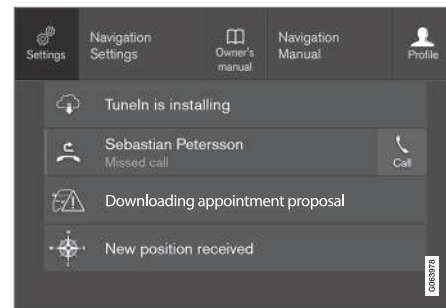 Settings
Navigation
Settings
Owner's
manual
Navigation
Manual
Profile
TuneIn is installing
Sebastian Petersson
Missed call
Call
Downloading appointment proposal
New position received
G063978